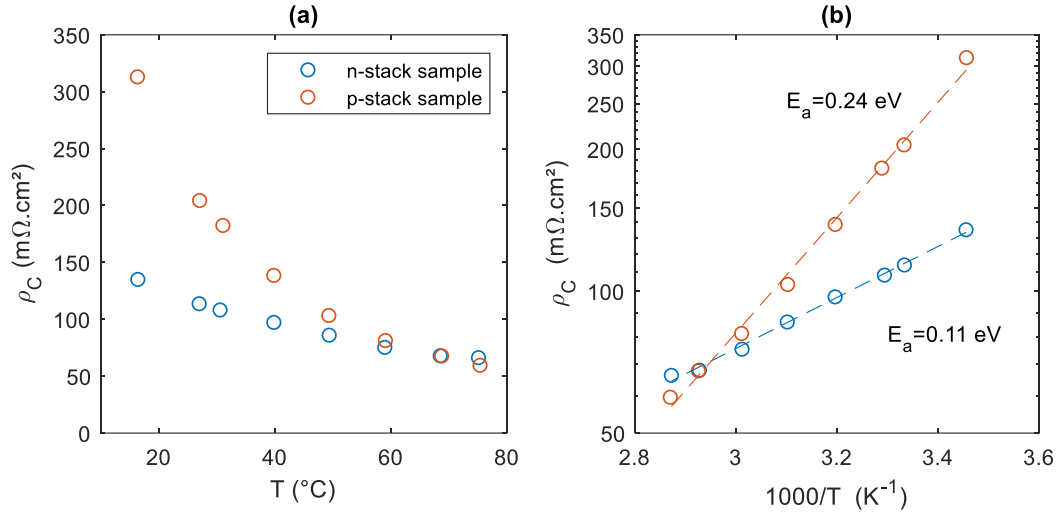 (a)
350
300
250
200
150
100
50
0
ρC (mΩ.cm²)
n-stack sample
p-stack sample
20
40
60
80
T (°C)
(b)
350
300
250
200
150
100
50
ρC (mΩ.cm²)
Ea=0.24 eV
Ea=0.11 eV
2.8
3
3.2
3.4
3.6
1000/T (K-1)